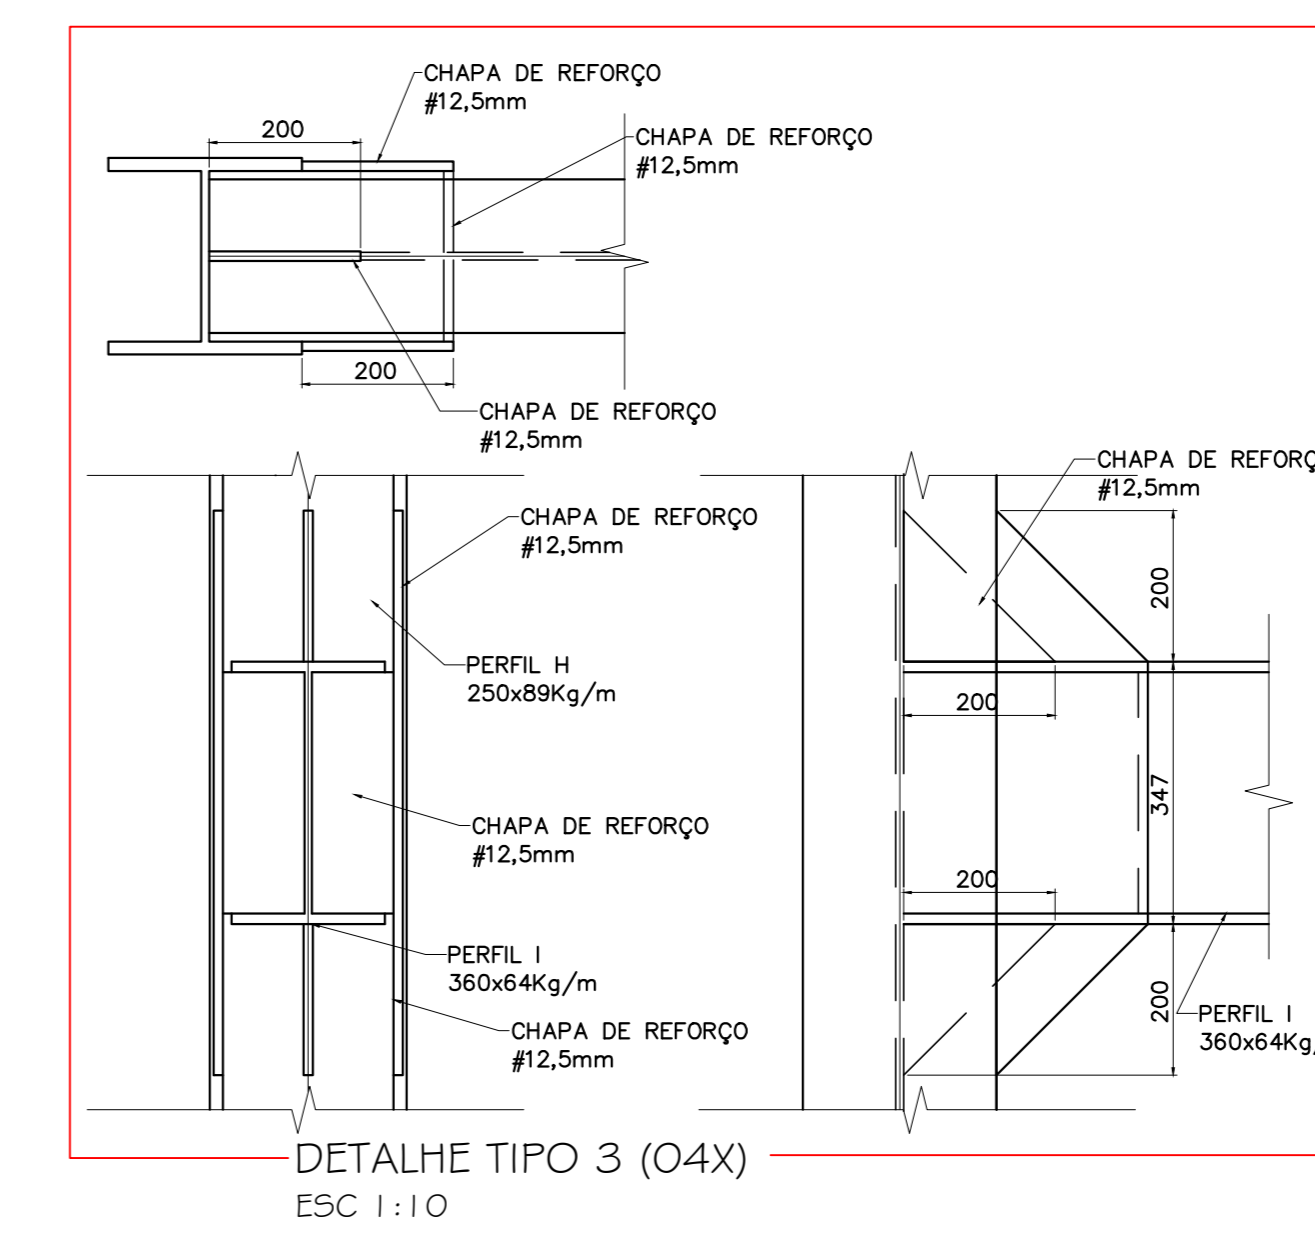 CHAPA DE REFORÇO
#12,5mm
200
CHAPA DE REFORÇO
#12,5mm
200
CHAPA DE REFORÇO
#12,5mm
CHAPA DE REFORÇ
#12,5mm
CHAPA DE REFORÇO
#12,5mm
200
PERFIL H
250x89Kg/m
200
347
CHAPA DE REFORÇO
#12,5mm
200
PERFIL I
360x64Kg/m
200
PERFIL I
360x64Kg/
CHAPA DE REFORÇO
#12,5mm
DETALHE TIPO 3 (04X)
ESC 1:10